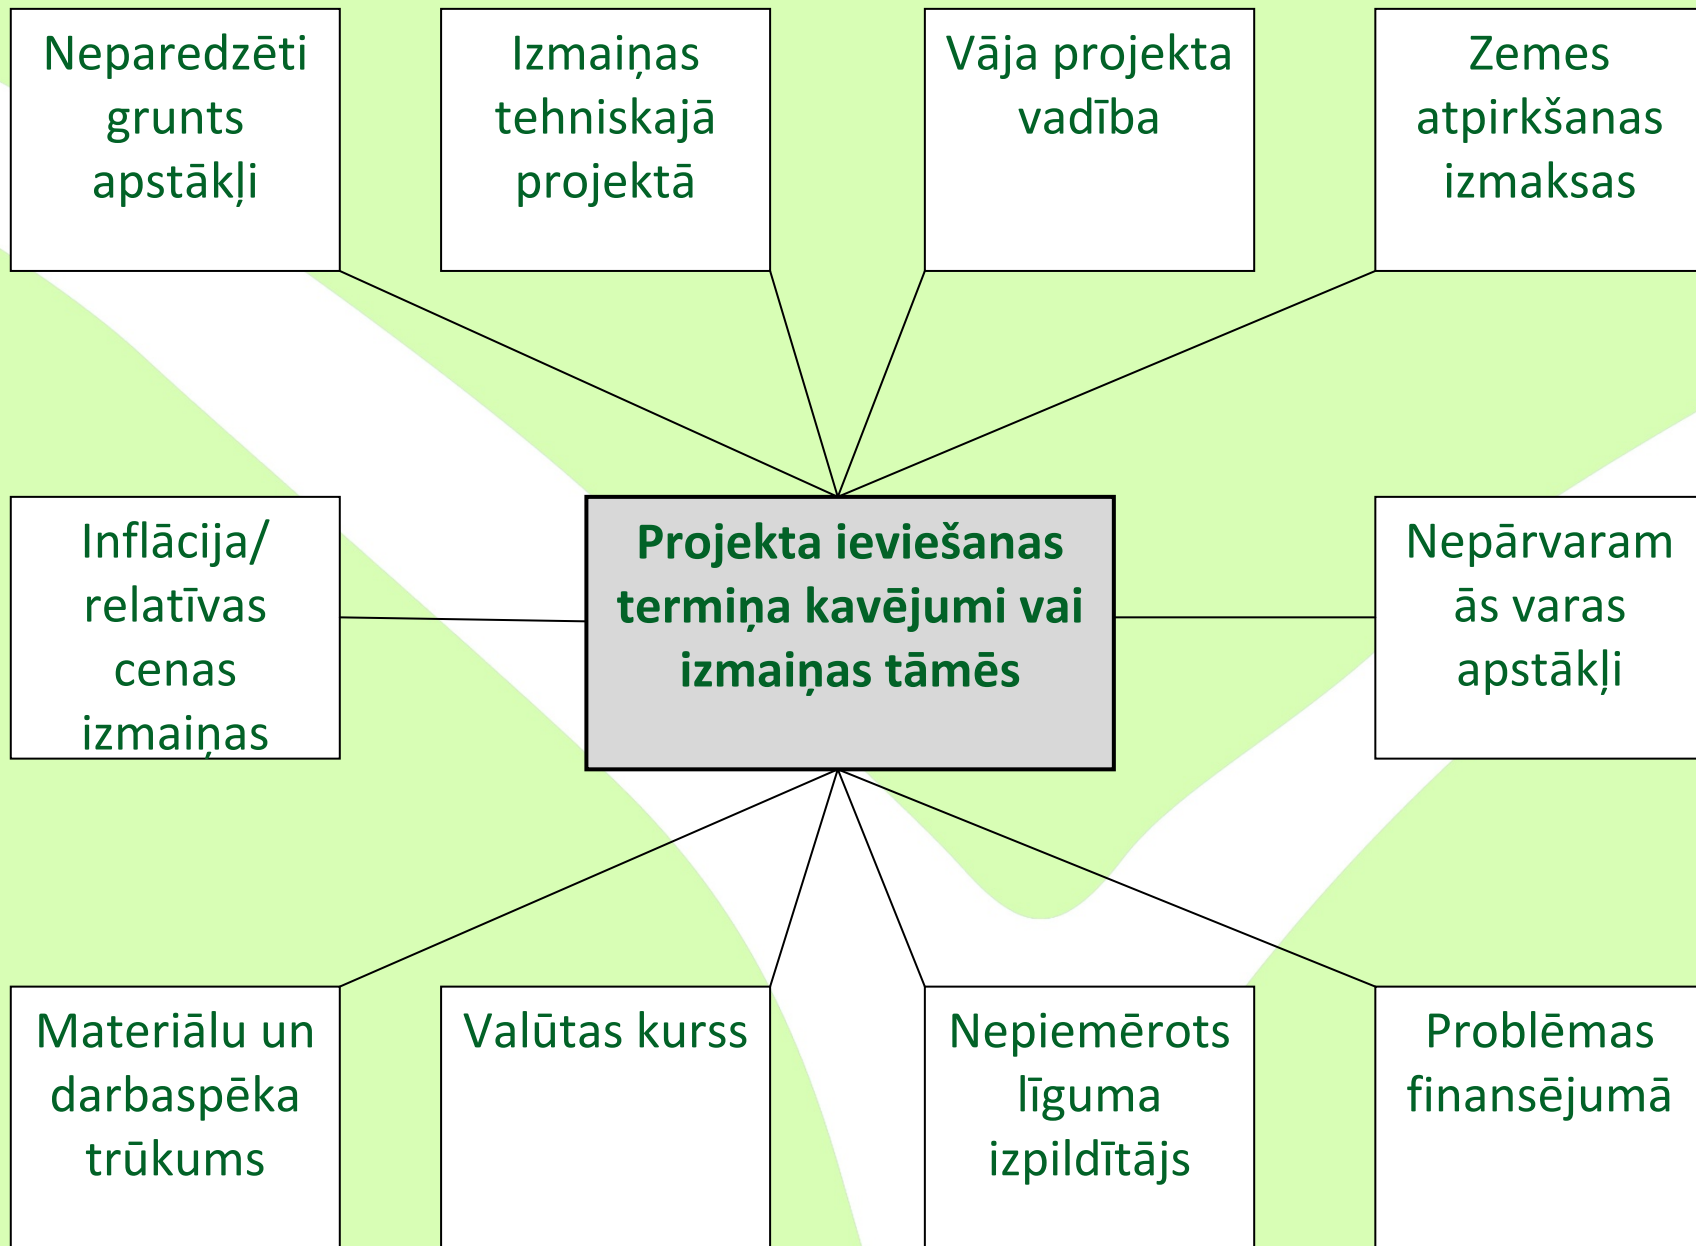 Neparedzēti
grunts
apstākļi
Izmaiņas
tehniskajā
projektā
Vāja projekta
vadība
Zemes
atpirkšanas
izmaksas
Inflācija/
relatīvas
cenas
izmaiņas
Projekta ieviešanas
termiņa kavējumi vai
izmaiņas tāmēs
Nepārvaram
ās varas
apstākļi
Materiālu un
darbaspēka
trūkums
Valūtas kurss
Nepiemērots
līguma
izpildītājs
Problēmas
finansējumā